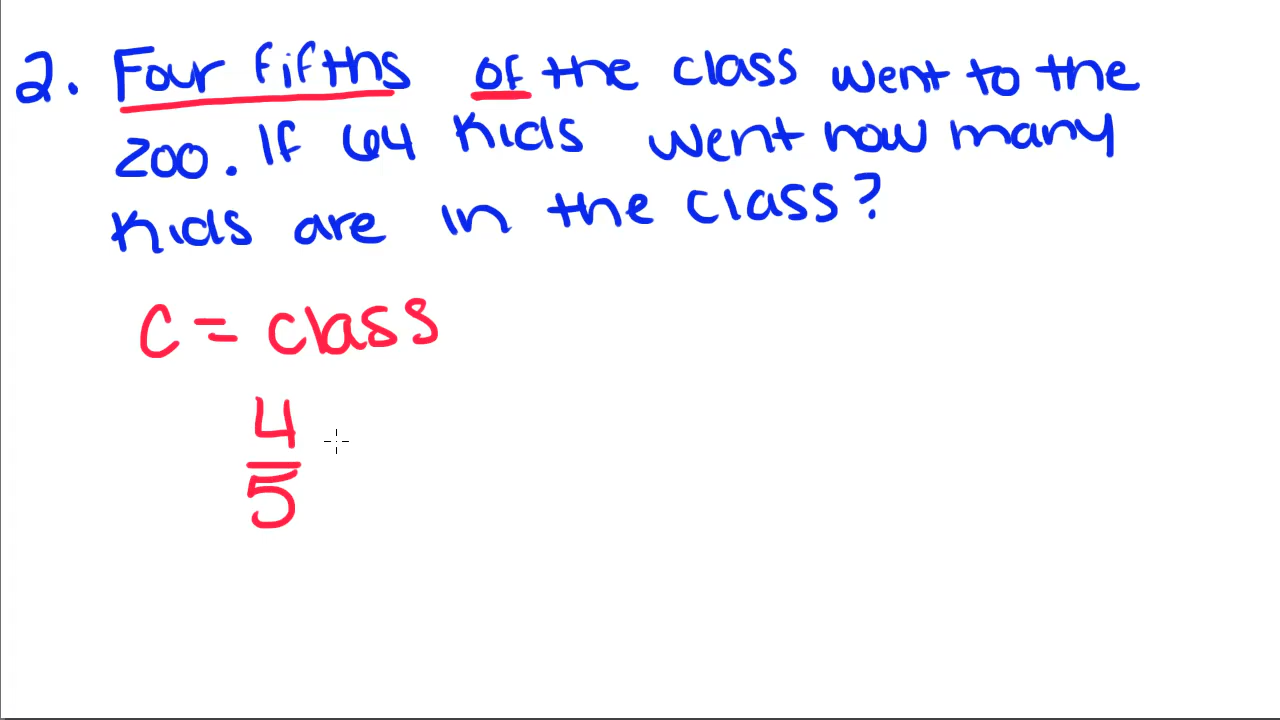 2. Four fifths of the class went to the
zoo. If 64 kids went how many
kids are in the class?
c = class
4
5